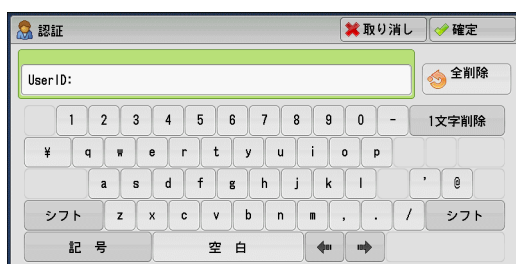 認証 取り消し 確定
UserID: 全削除
1 2 3 4 5 6 7 8 9 0 - 1文字削除
¥ q w e r t y u i o p
a s d f g h j k l ' @
シフト z x c v b n m , . / シフト
記 号 空 白